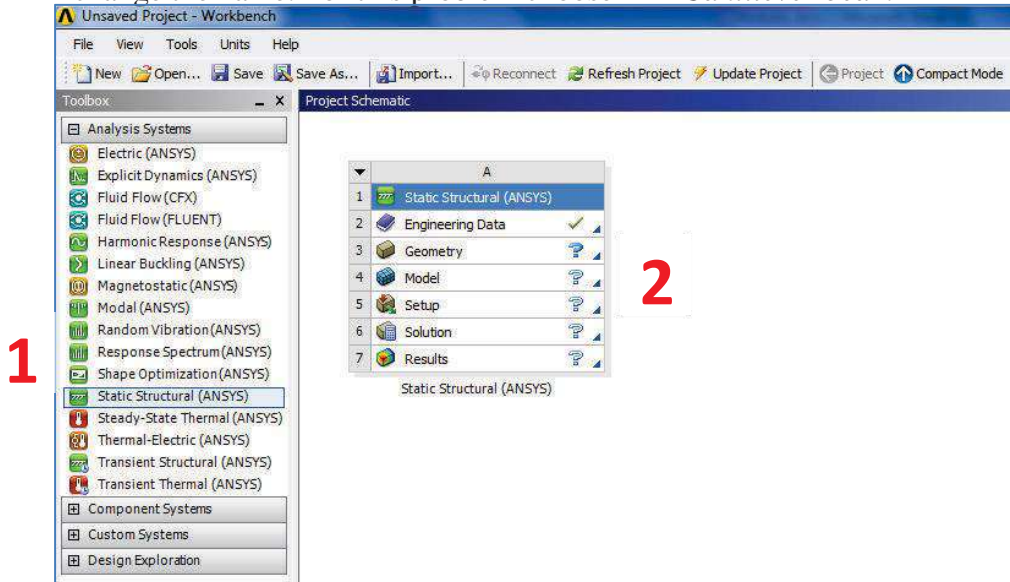 Unsaved Project - Workbench
File View Tools Units Help
New Open... Save Save As... Import... Reconnect Refresh Project Update Project Project Compact Mode
Toolbox
Project Schematic
Analysis Systems
Electric (ANSYS)
Explicit Dynamics (ANSYS)
Fluid Flow (CFX)
Fluid Flow (FLUENT)
Harmonic Response (ANSYS)
Linear Buckling (ANSYS)
Magnetostatic (ANSYS)
Modal (ANSYS)
Random Vibration (ANSYS)
Response Spectrum (ANSYS)
Shape Optimization (ANSYS)
Static Structural (ANSYS)
Steady-State Thermal (ANSYS)
Thermal-Electric (ANSYS)
Transient Structural (ANSYS)
Transient Thermal (ANSYS)
Component Systems
Custom Systems
Design Exploration
1
A
1 Static Structural (ANSYS)
2 Engineering Data
3 Geometry
4 Model
5 Setup
6 Solution
7 Results
Static Structural (ANSYS)
2